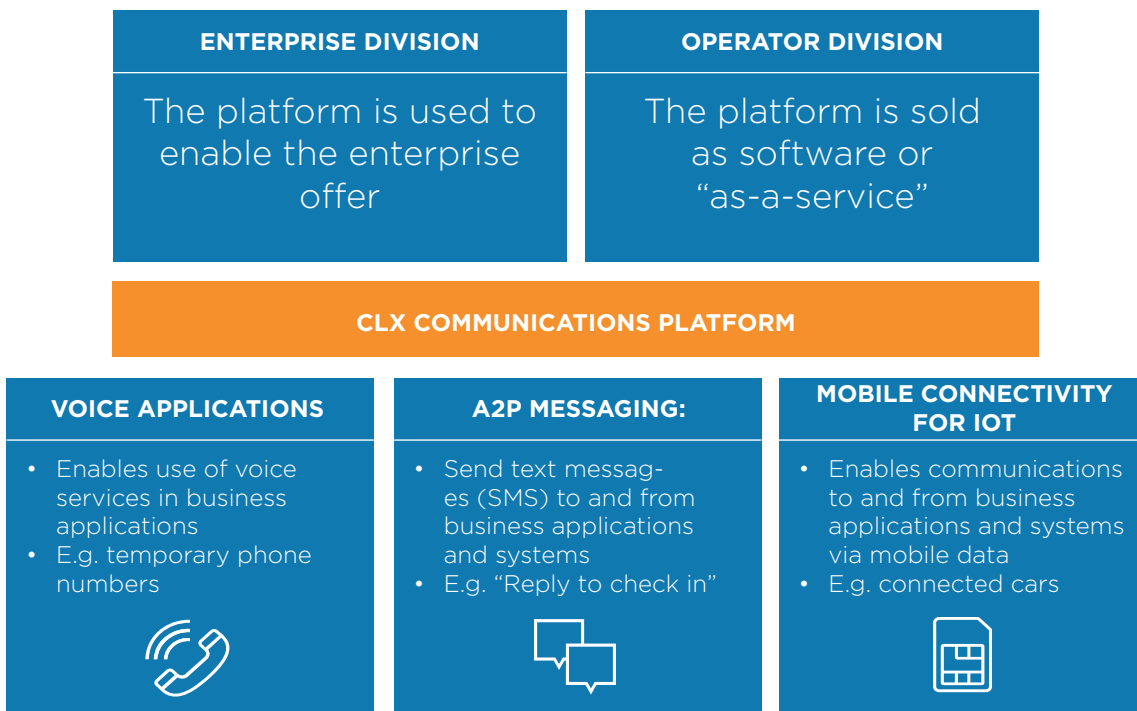 ENTERPRISE DIVISION
The platform is used to
enable the enterprise
offer
OPERATOR DIVISION
The platform is sold
as software or
“as-a-service”
CLX COMMUNICATIONS PLATFORM
VOICE APPLICATIONS
• Enables use of voice
services in business
applications
• E.g. temporary phone
numbers
A2P MESSAGING:
• Send text messag-
es (SMS) to and from
business applications
and systems
• E.g. “Reply to check in”
MOBILE CONNECTIVITY
FOR IOT
• Enables communications
to and from business
applications and systems
via mobile data
• E.g. connected cars